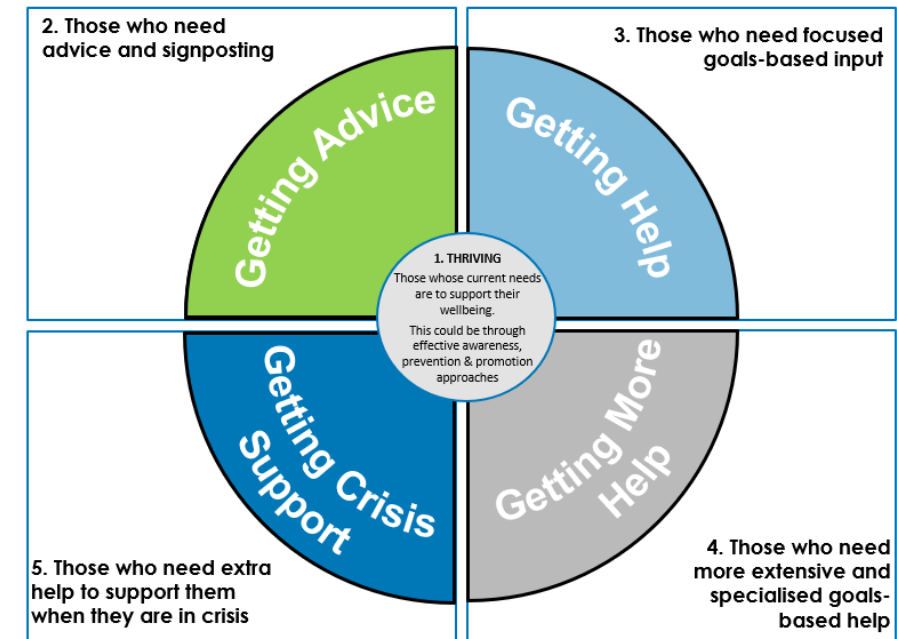 2. Those who need
advice and signposting
3. Those who need focused
goals-based input
Getting Advice
Getting Help
1. THRIVING
Those whose current needs
are to support their
wellbeing.
This could be through
effective awareness,
prevention & promotion
approaches
Getting Crisis
Support
Getting More
Help
5. Those who need extra
help to support them
when they are in crisis
4. Those who need
more extensive and
specialised goals-
based help